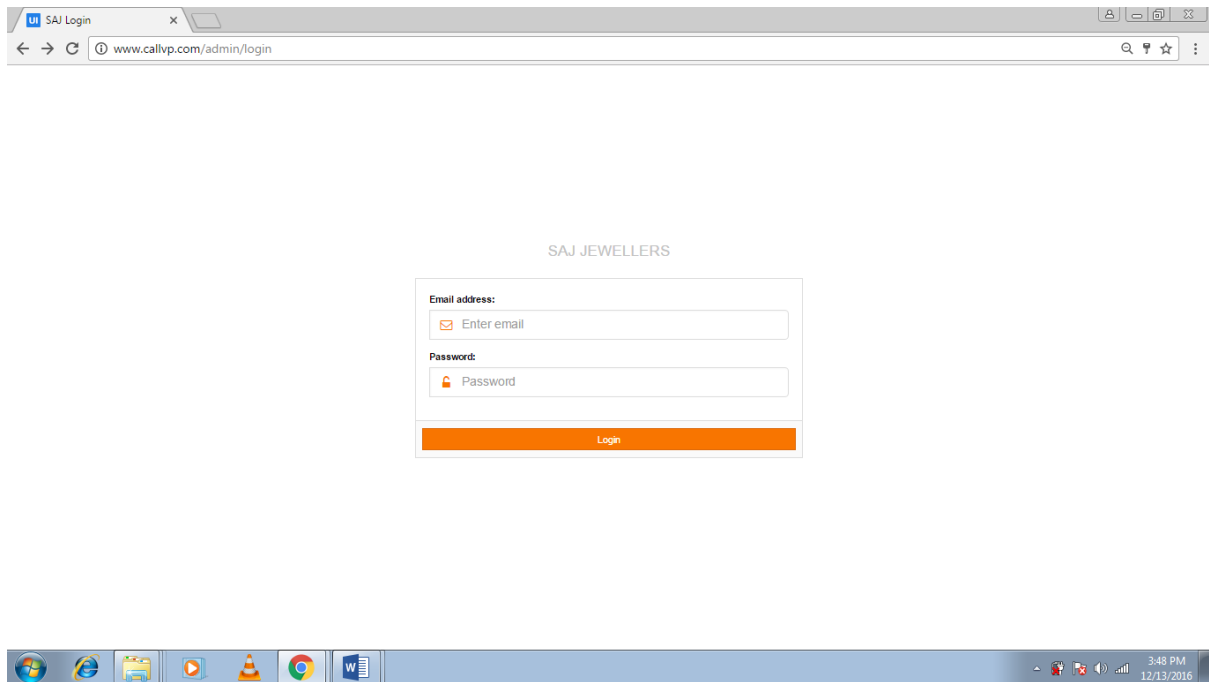 UI SAJ Login
www.callvp.com/admin/login
SAJ JEWELLERS
Email address:
Enter email
Password:
Password
Login
W
3:48 PM
12/13/2016